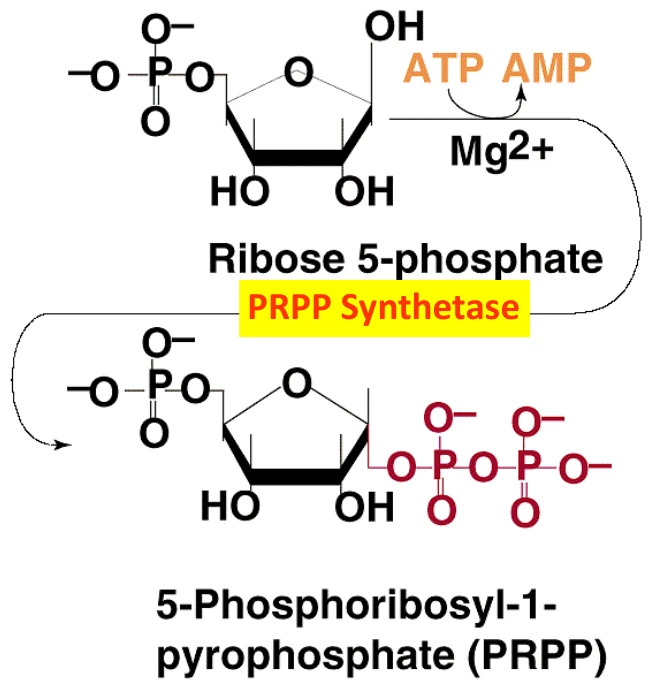 O–
OH
–O P O O
ATP AMP
O
Mg2+
HO OH
Ribose 5-phosphate
PRPP Synthetase
O–
–O P O O
O
O– O–
O P O P O–
HO OH O O
5-Phosphoribosyl-1-
pyrophosphate (PRPP)